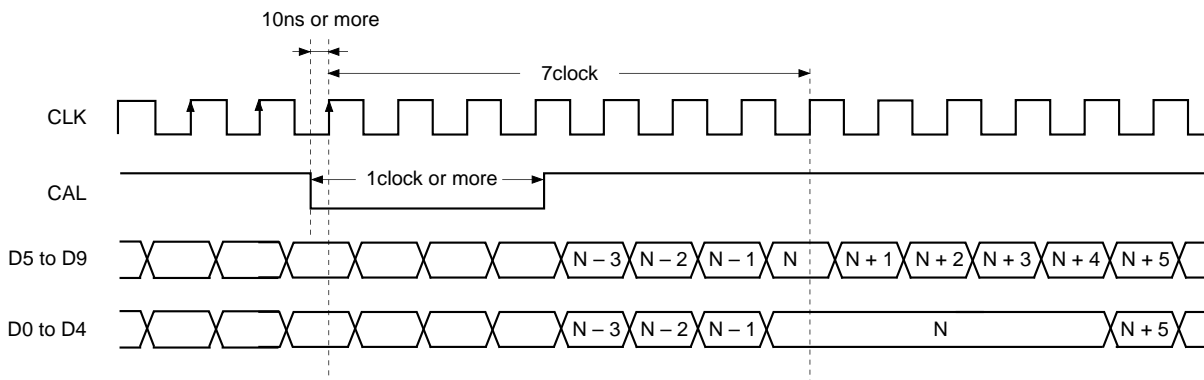 10ns or more
7clock
CLK
CAL
1clock or more
D5 to D9
N – 3 N – 2 N – 1 N N + 1 N + 2 N + 3 N + 4 N + 5
D0 to D4
N – 3 N – 2 N – 1 N N + 5